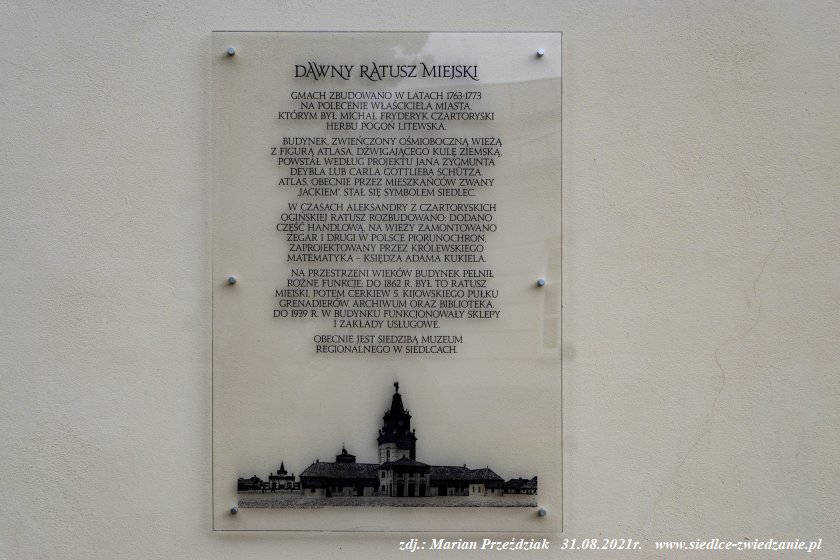 DAWNY RATUSZ MIEJSKI
GMACH ZBUDOWANO W LATACH 1763-1773
NA POLECENIE WŁAŚCICIELA MIASTA,
KTÓRYM BYŁ MICHAŁ FRYDERYK CZARTORYSKI
HERBU POGOŃ LITEWSKA.
BUDYNEK, ZWIEŃCZONY OŚMIOBOCZNĄ WIEŻĄ
Z FIGURĄ ATLASA, DŹWIGAJĄCEGO KULĘ ZIEMSKĄ,
POWSTAŁ WEDŁUG PROJEKTU JANA ZYGMUNTA
DEYBLA LUB CARLA GOTTLIEBA SCHÜTZA.
ATLAS, OBECNIE PRZEZ MIESZKAŃCÓW ZWANY
„JACKIEM", STAŁ SIĘ SYMBOLEM SIEDLEC.
W CZASACH ALEKSANDRY Z CZARTORYSKICH
OGIŃSKIEJ RATUSZ ROZBUDOWANO: DODANO
CZĘŚĆ HANDLOWĄ, NA WIEŻY ZAMONTOWANO
ZEGAR I DRUGI W POLSCE PIORUNOCHRON,
ZAPROJEKTOWANY PRZEZ KRÓLEWSKIEGO
MATEMATYKA - KSIĘDZA ADAMA KUKIELA.
NA PRZESTRZENI WIEKÓW BUDYNEK PEŁNIŁ
RÓŻNE FUNKCJE: DO 1862 R. BYŁ TO RATUSZ
MIEJSKI, POTEM CERKIEW 5. KIJOWSKIEGO PUŁKU
GRENADIERÓW, ARCHIWUM ORAZ BIBLIOTEKA.
DO 1939 R. W BUDYNKU FUNKCJONOWAŁY SKLEPY
I ZAKŁADY USŁUGOWE.
OBECNIE JEST SIEDZIBĄ MUZEUM
REGIONALNEGO W SIEDLCACH.
zdj.: Marian Przeździak 31.08.2021r. www.siedlce-zwiedzanie.pl